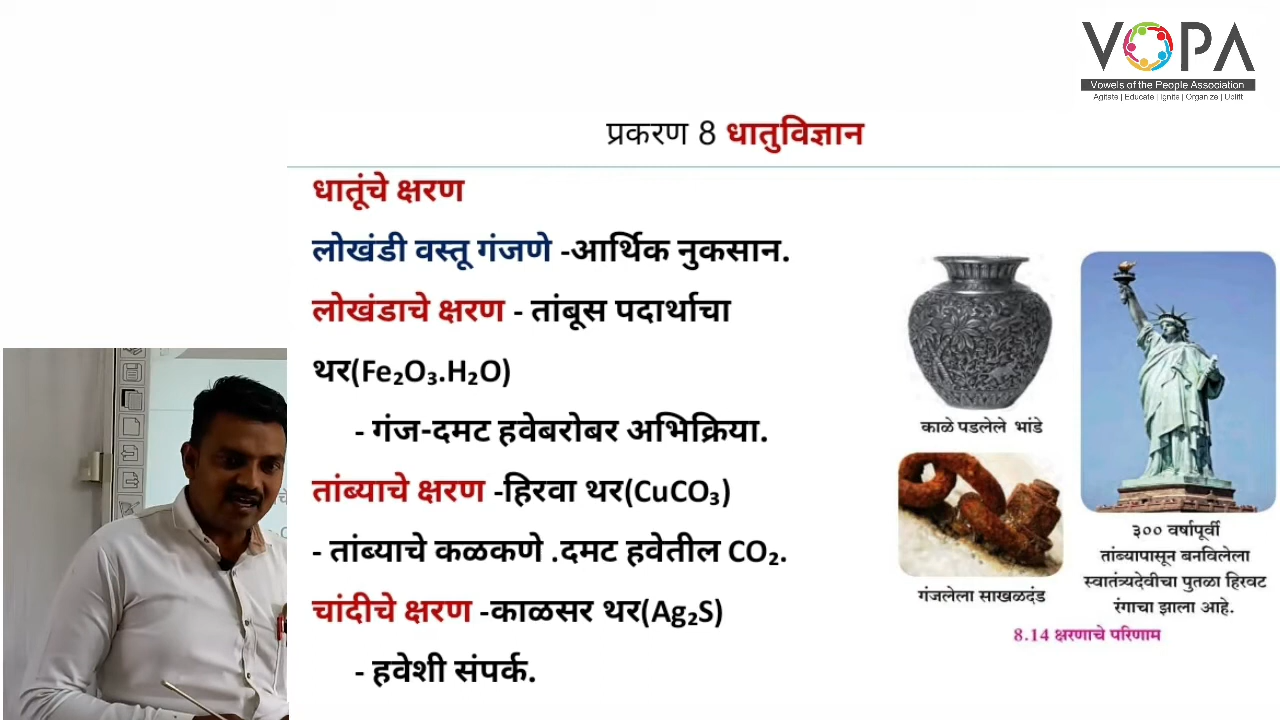 VOPA
Vowels of the People Association
Agitate | Educate | Ignite | Organize | Uplift
प्रकरण 8 धातुविज्ञान
धातूंचे क्षरण
लोखंडी वस्तू गंजणे -आर्थिक नुकसान.
लोखंडाचे क्षरण - तांबूस पदार्थाचा
थर(Fe₂O₃.H₂O)
- गंज-दमट हवेबरोबर अभिक्रिया.
तांब्याचे क्षरण -हिरवा थर(CuCO₃)
- तांब्याचे कळकणे .दमट हवेतील CO₂.
चांदीचे क्षरण -काळसर थर(Ag₂S)
- हवेशी संपर्क.
काळे पडलेले भांडे
गंजलेला साखळदंड
३०० वर्षापूर्वी
तांब्यापासून बनविलेला
स्वातंत्र्यदेवीचा पुतळा हिरवट
रंगाचा झाला आहे.
8.14 क्षरणाचे परिणाम